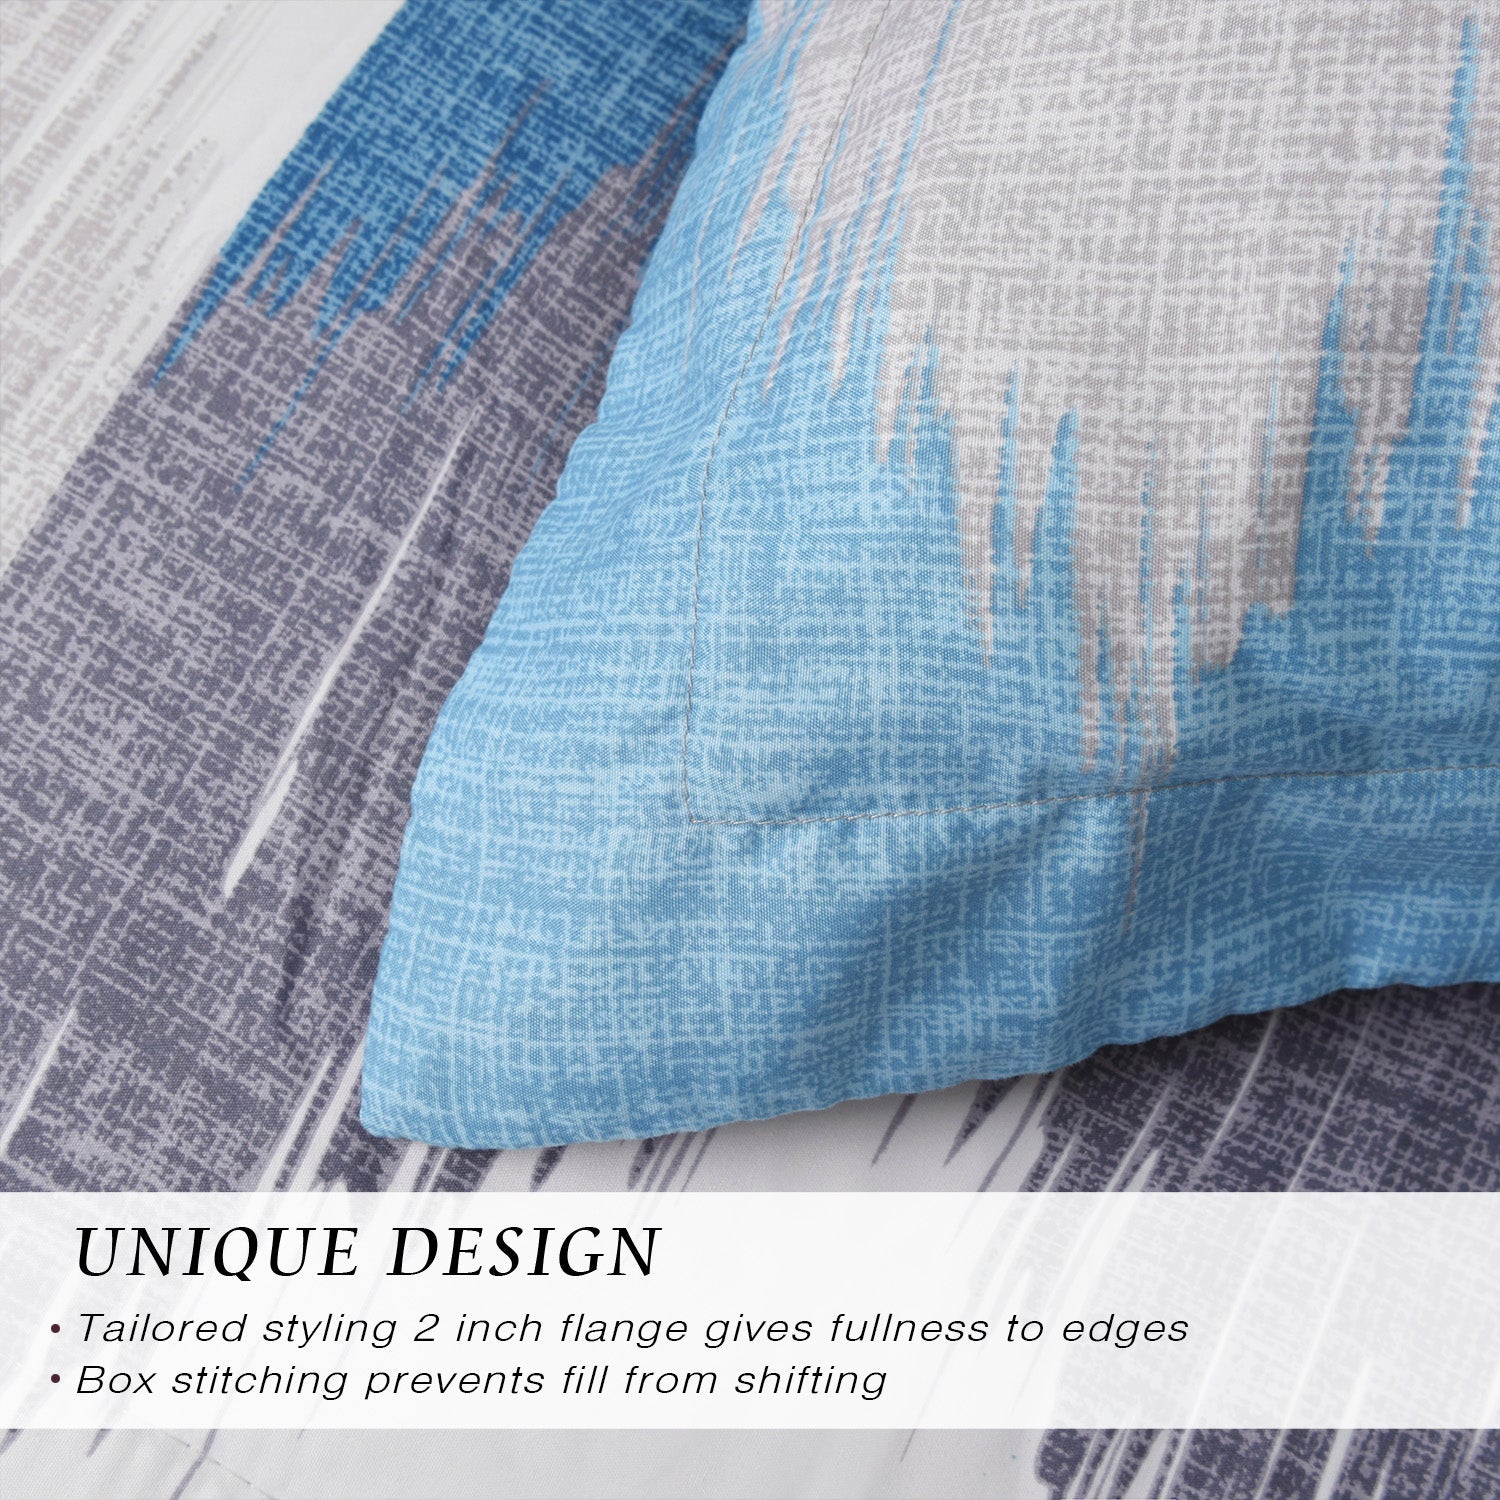 UNIQUE DESIGN
• Tailored styling 2 inch flange gives fullness to edges
• Box stitching prevents fill from shifting